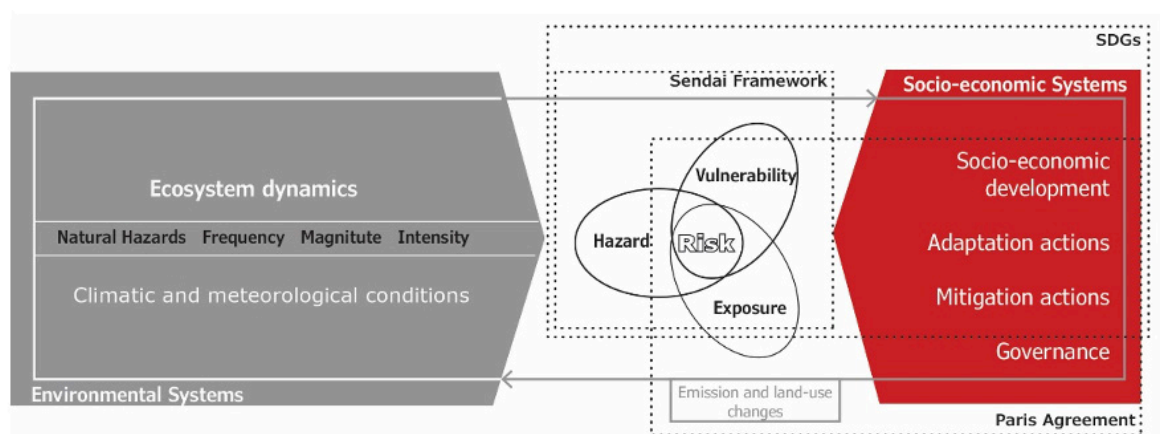 SDGs
Sendai Framework
Socio-economic Systems
Ecosystem dynamics
Natural Hazards Frequency Magnitute Intensity
Climatic and meteorological conditions
Environmental Systems
Vulnerability
Hazard
Risk
Exposure
Socio-economic
development
Adaptation actions
Mitigation actions
Governance
Emission and land-use
changes
Paris Agreement